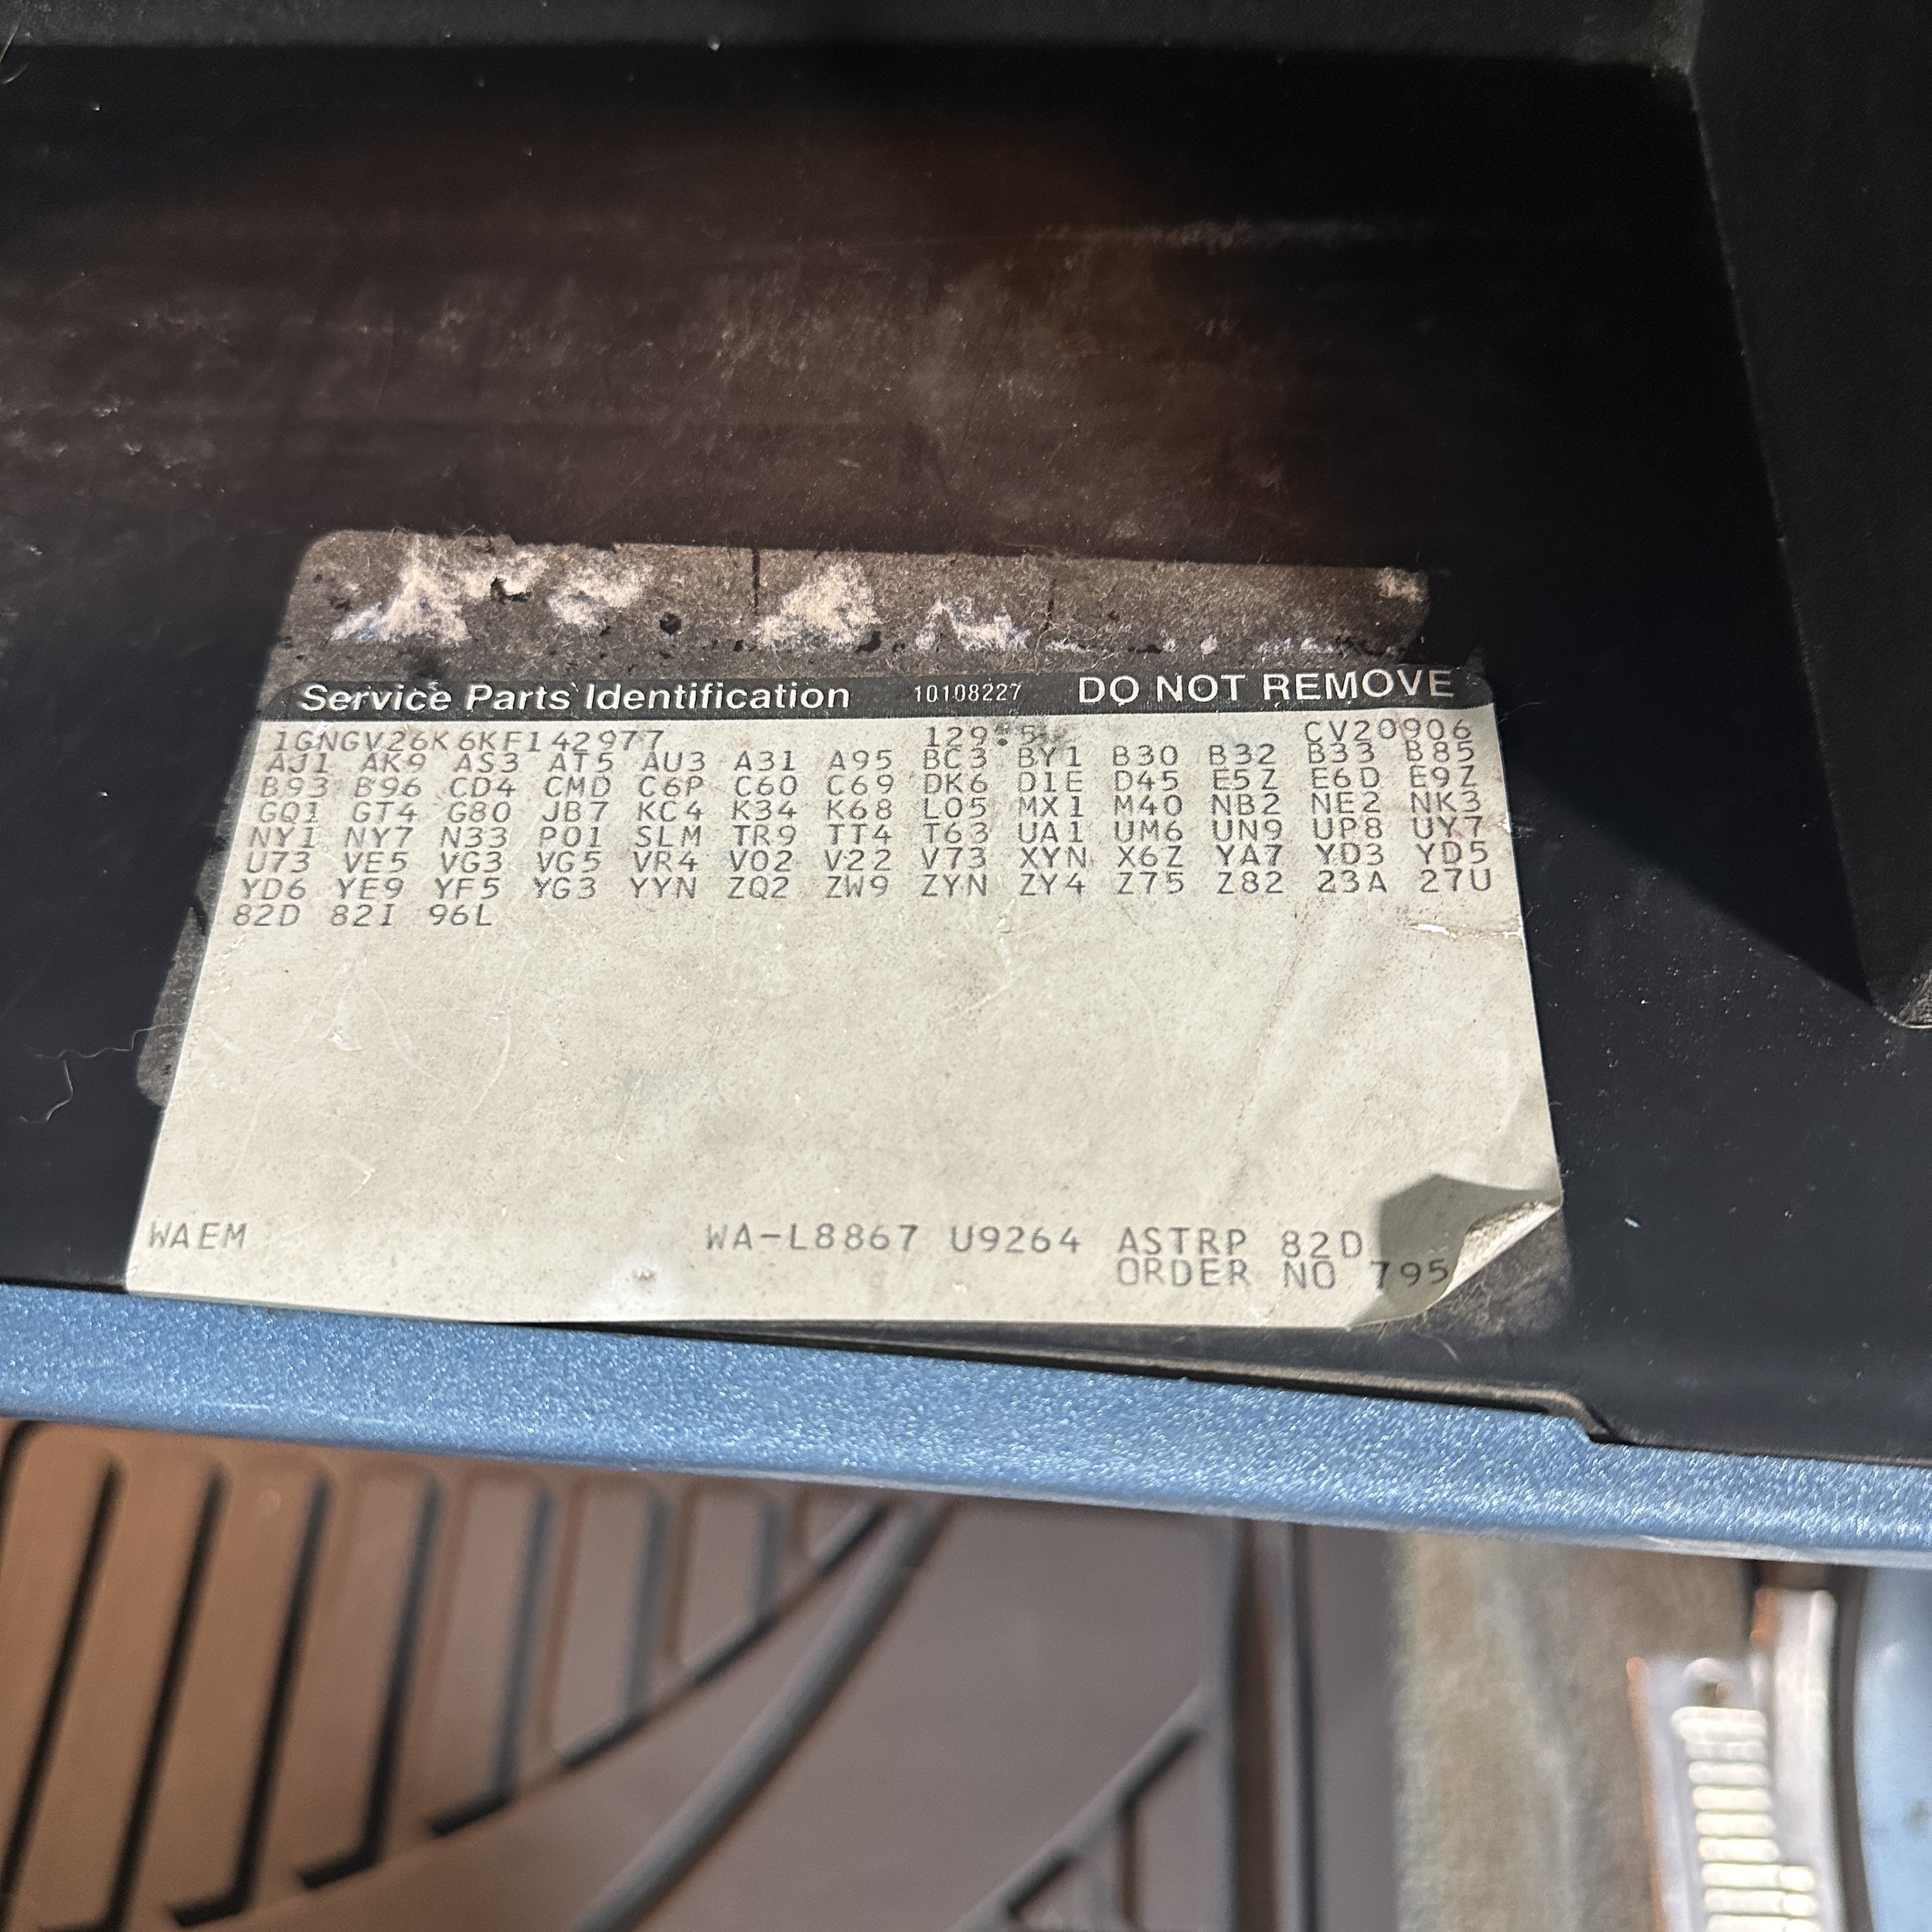 Service Parts Identification 10108227 DO NOT REMOVE
1GNGV26K6KF142977 129.5 CV20906
AJ1 AK9 AS3 AT5 AU3 A31 A95 BC3 BY1 B30 B32 B33 B85
B93 B96 CD4 CMD C6P C60 C69 DK6 D1E D45 E5Z E6D E9Z
GQ1 GT4 G80 JB7 KC4 K34 K68 L05 MX1 M40 NB2 NE2 NK3
NY1 NY7 N33 P01 SLM TR9 TT4 T63 UA1 UM6 UN9 UP8 UY7
U73 VE5 VG3 VG5 VR4 V02 V22 V73 XYN X6Z YA7 YD3 YD5
YD6 YE9 YF5 YG3 YYN ZQ2 ZW9 ZYN ZY4 Z75 Z82 23A 27U
82D 82I 96L
WAEM WA-L8867 U9264 ASTRP 82D
ORDER NO 795